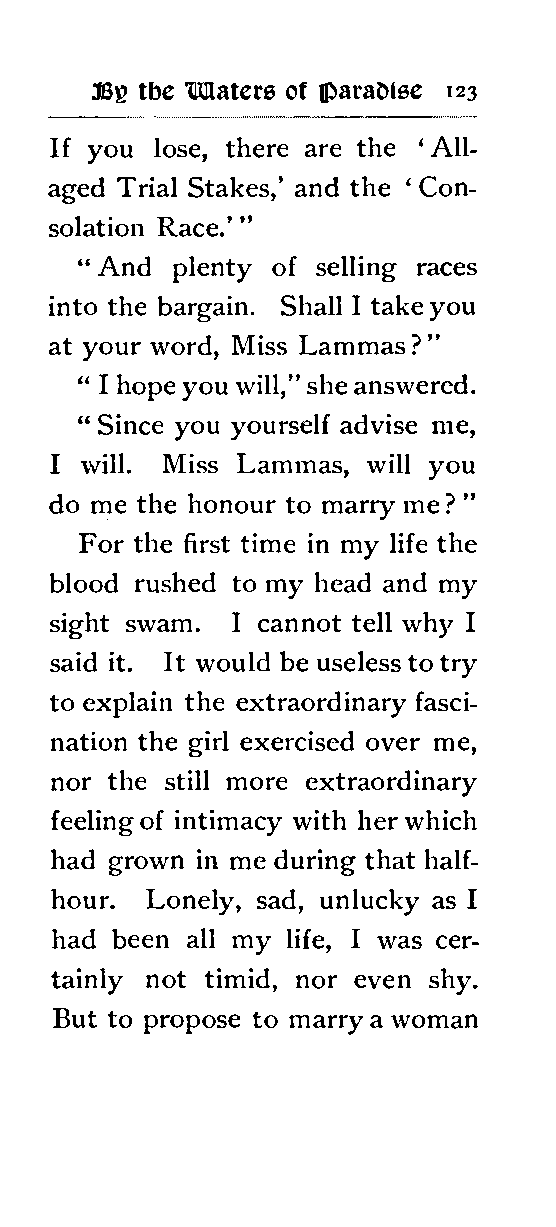 By the Waters of Paradise 123
If you lose, there are the ‘All-
aged Trial Stakes,’ and the ‘Con-
solation Race.’”
“And plenty of selling races
into the bargain. Shall I take you
at your word, Miss Lammas?”
“I hope you will,” she answered.
“Since you yourself advise me,
I will. Miss Lammas, will you
do me the honour to marry me?”
For the first time in my life the
blood rushed to my head and my
sight swam. I cannot tell why I
said it. It would be useless to try
to explain the extraordinary fasci-
nation the girl exercised over me,
nor the still more extraordinary
feeling of intimacy with her which
had grown in me during that half-
hour. Lonely, sad, unlucky as I
had been all my life, I was cer-
tainly not timid, nor even shy.
But to propose to marry a woman